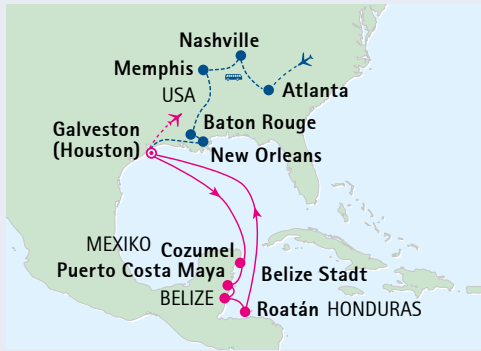 Nashville
Memphis
USA
Atlanta
Galveston
(Houston)
Baton Rouge
New Orleans
MEXIKO
Cozumel
Puerto Costa Maya
Belize Stadt
BELIZE
Roatán HONDURAS